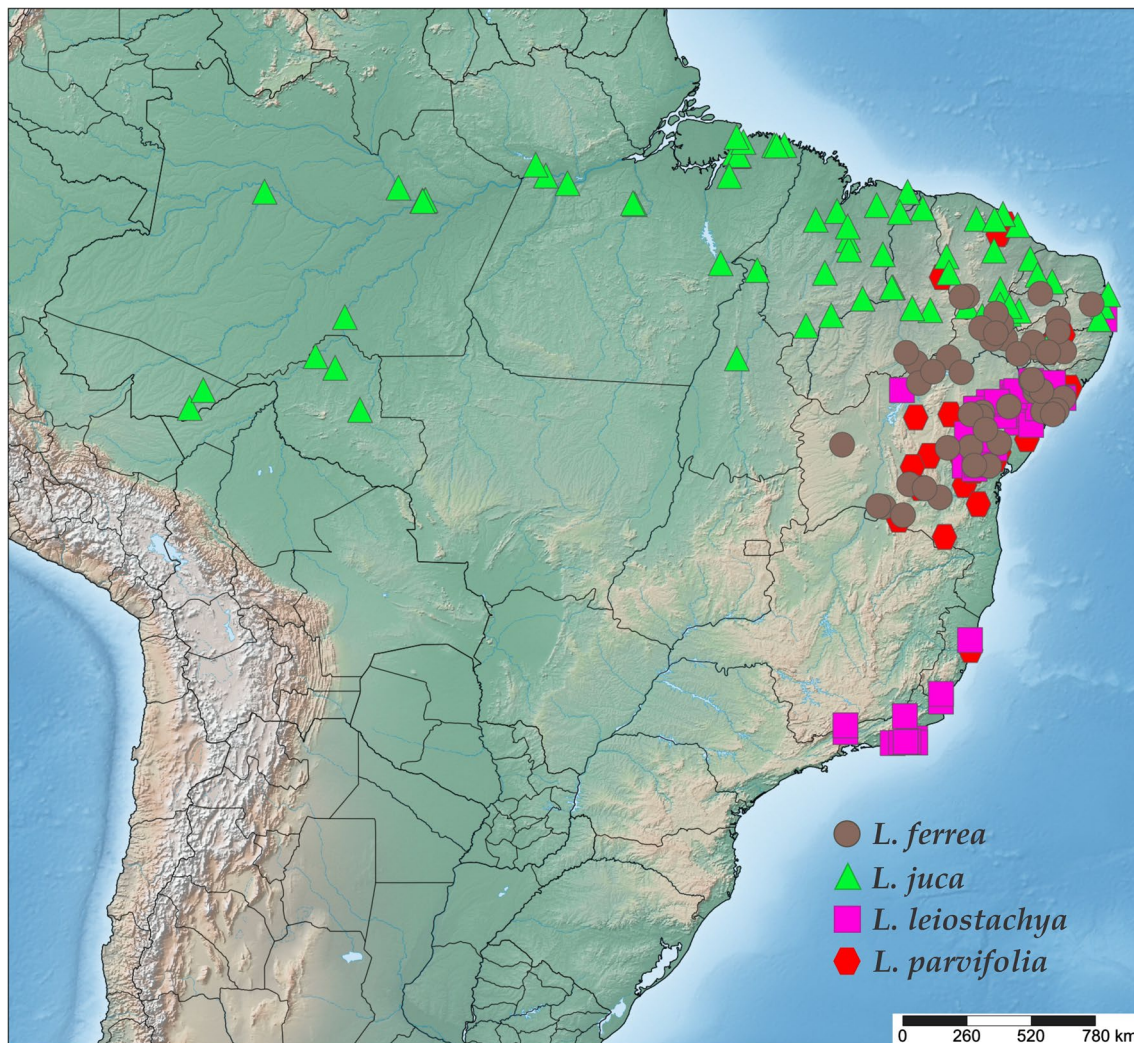 L. ferrea
L. juca
L. leiostachya
L. parvifolia
0 260 520 780 km